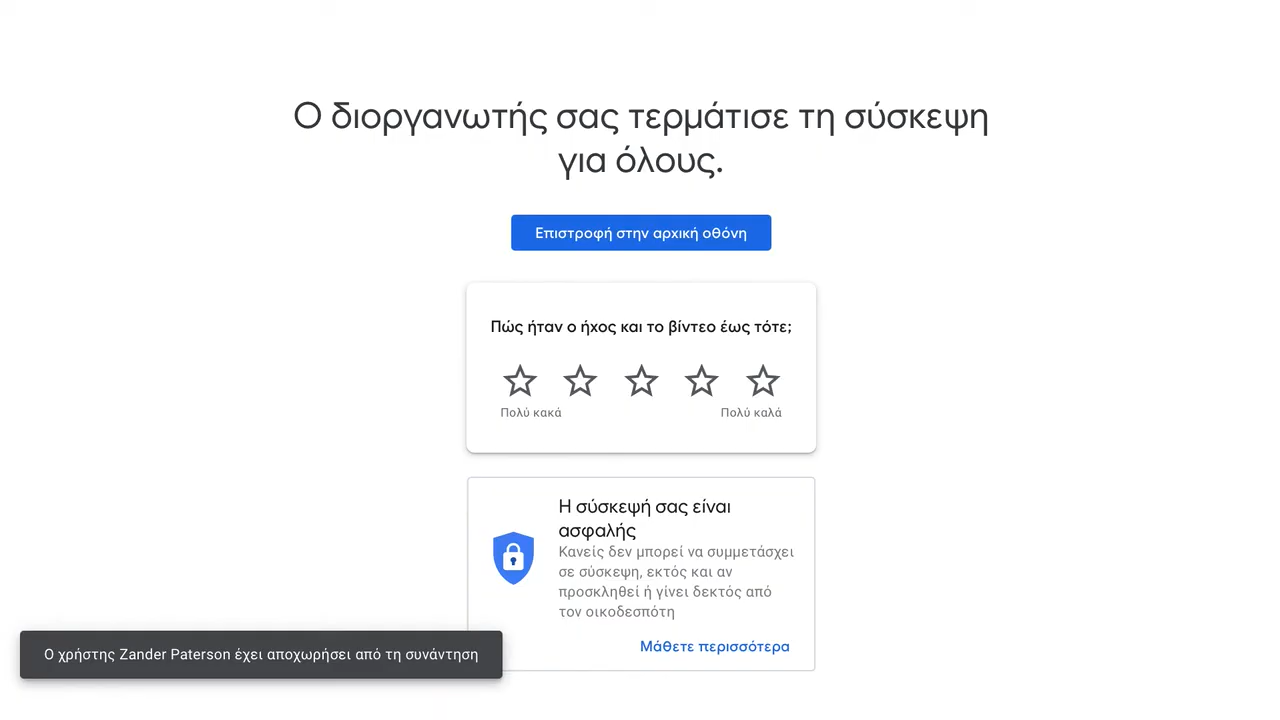 Ο διοργανωτής σας τερμάτισε τη σύσκεψη
για όλους.
Επιστροφή στην αρχική οθόνη
Πώς ήταν ο ήχος και το βίντεο έως τότε;
Πολύ κακά
Πολύ καλά
Η σύσκεψή σας είναι
ασφαλής
Κανείς δεν μπορεί να συμμετάσχει
σε σύσκεψη, εκτός και αν
προσκληθεί ή γίνει δεκτός από
τον οικοδεσπότη
Μάθετε περισσότερα
Ο χρήστης Zander Paterson έχει αποχωρήσει από τη συνάντηση